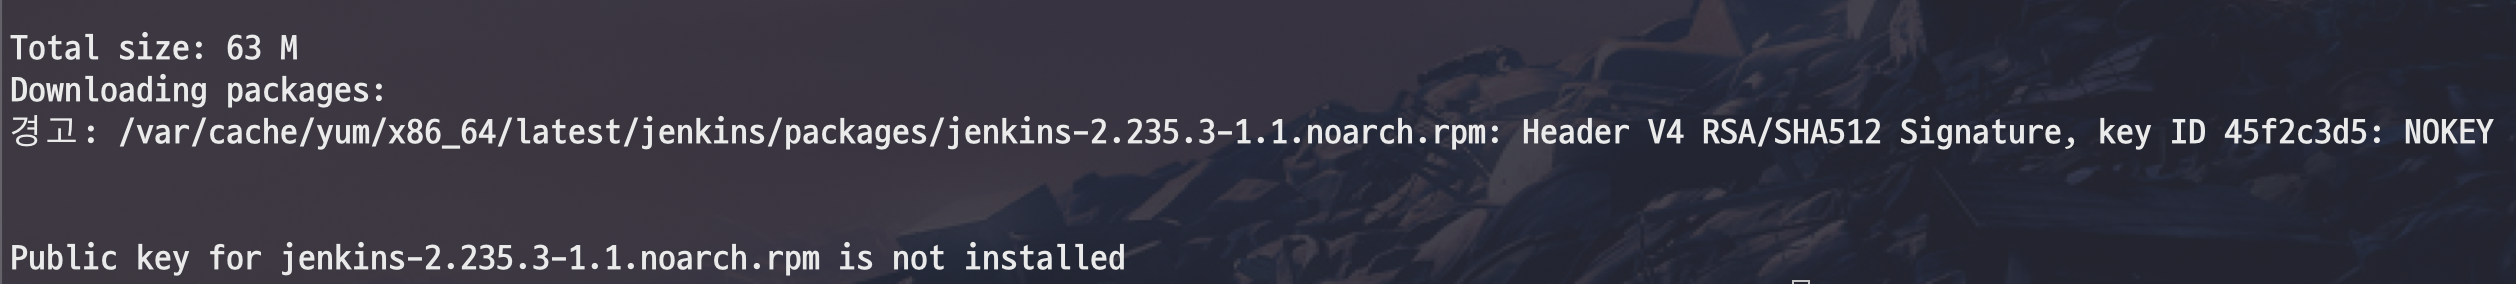 Total size: 63 M
Downloading packages:
경고: /var/cache/yum/x86_64/latest/jenkins/packages/jenkins-2.235.3-1.1.noarch.rpm: Header V4 RSA/SHA512 Signature, key ID 45f2c3d5: NOKEY
Public key for jenkins-2.235.3-1.1.noarch.rpm is not installed